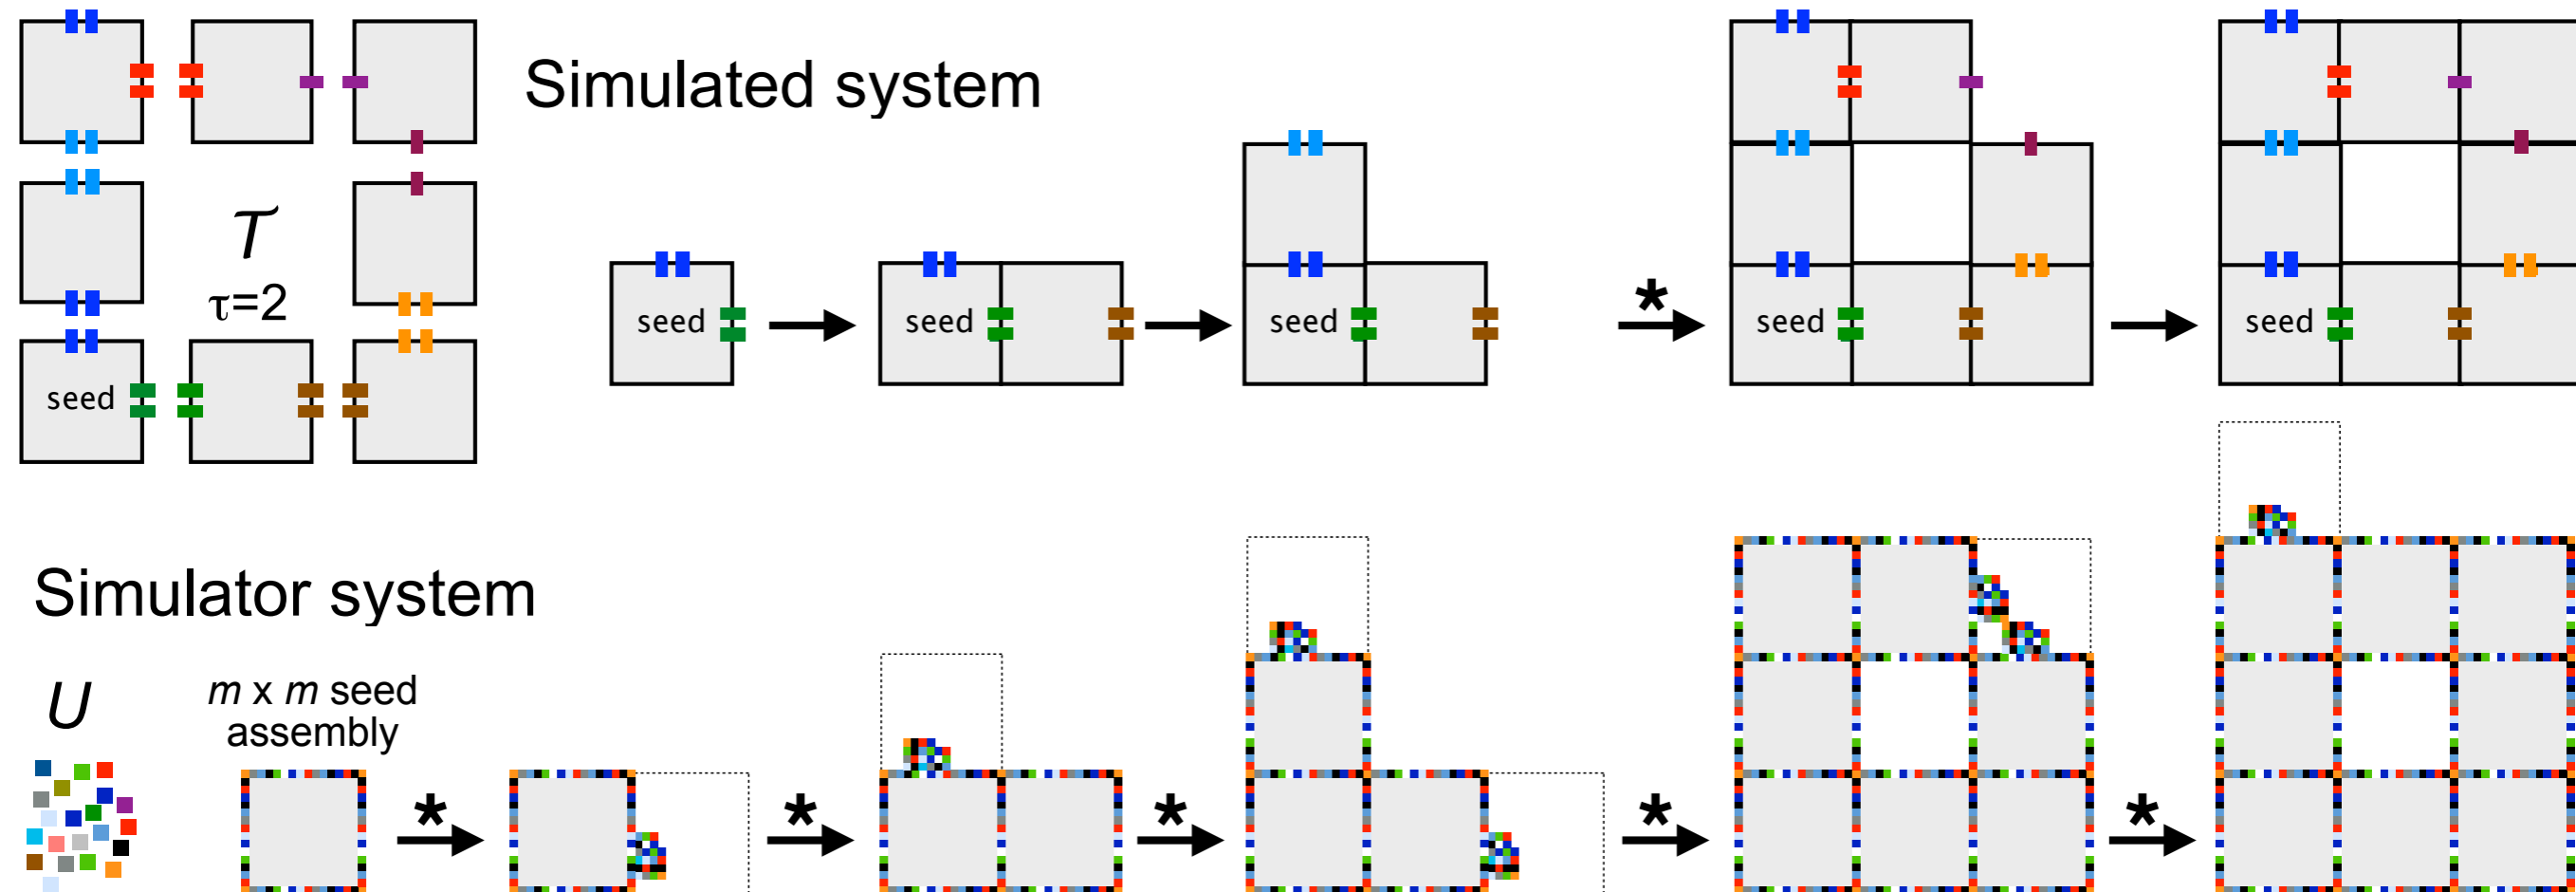 Simulated system
T
τ=2
seed
seed
seed
seed
*
seed
seed
Simulator system
U
m x m seed
assembly
*
*
*
*
*